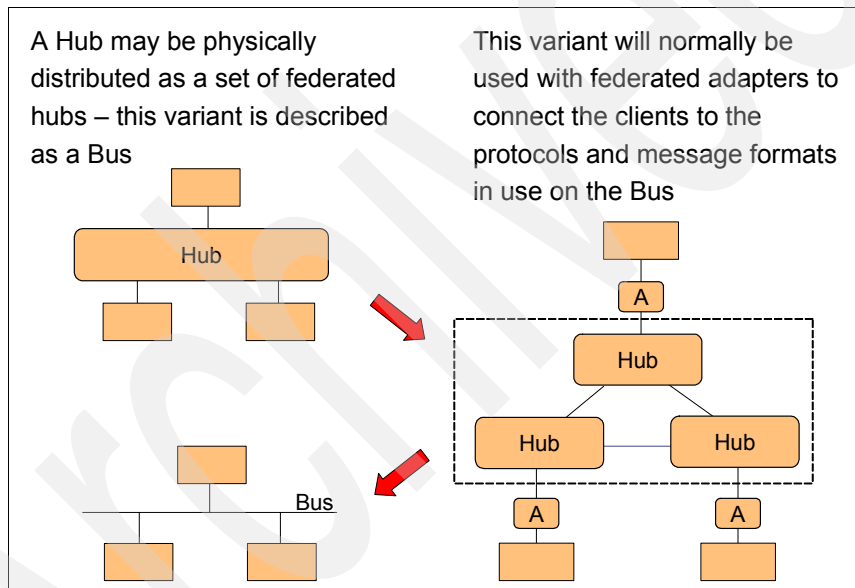 A Hub may be physically
distributed as a set of federated
hubs – this variant is described
as a Bus
This variant will normally be
used with federated adapters to
connect the clients to the
protocols and message formats
in use on the Bus
Hub
A
Hub
Hub
Hub
A
A
Bus